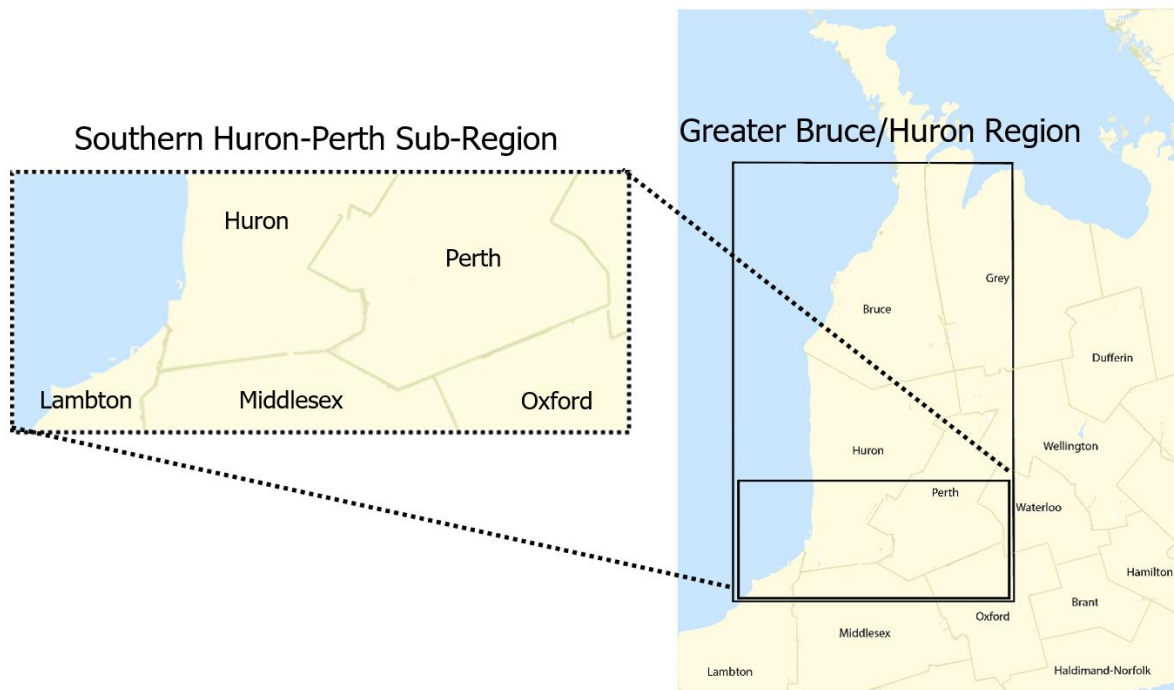 Southern Huron-Perth Sub-Region
Huron
Perth
Lambton
Middlesex
Oxford
Greater Bruce/Huron Region
Grey
Bruce
Dufferin
Huron
Wellington
Perth
Waterloo
Hamilton
Brant
Oxford
Middlesex
Lambton
Haldimand-Norfolk